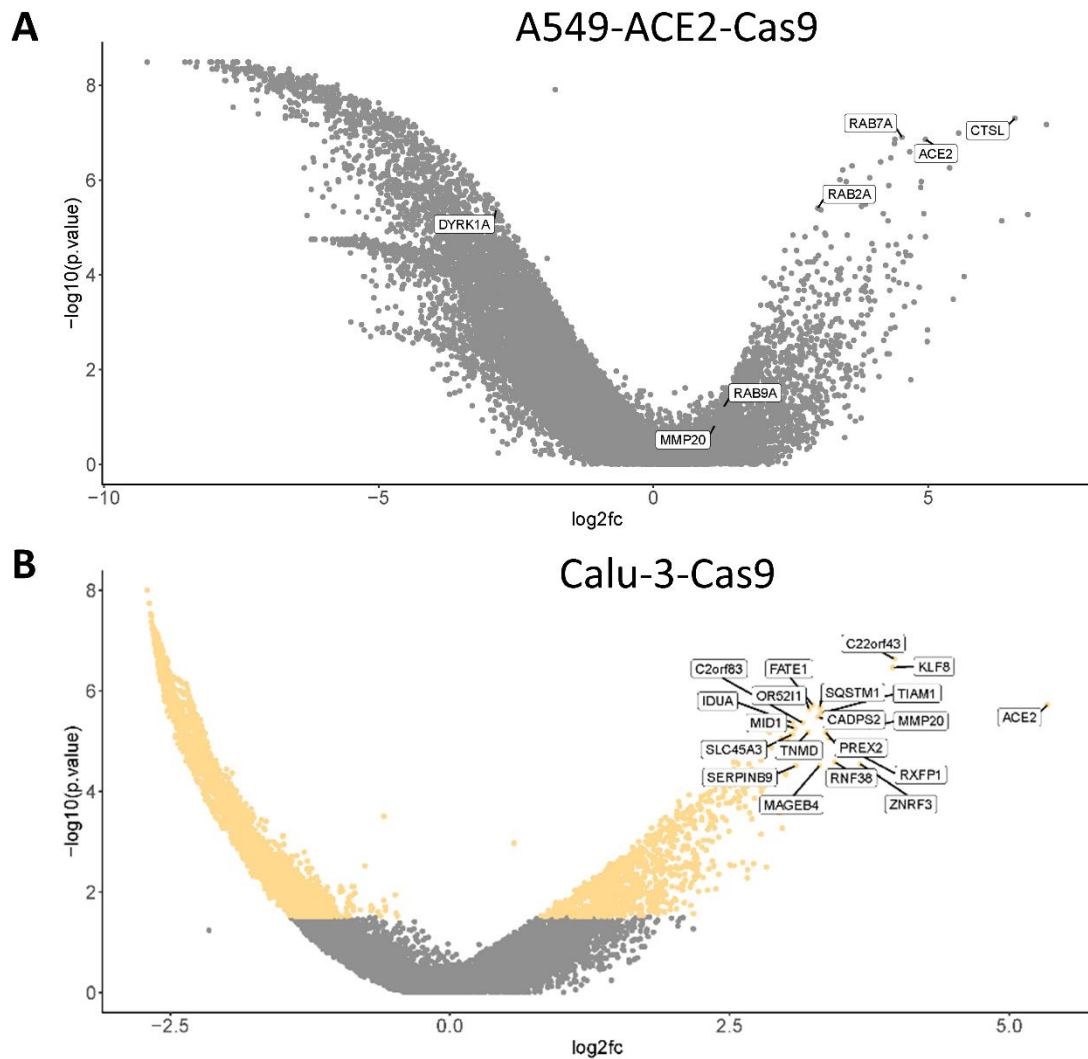 A
A549-ACE2-Cas9
−log10(p.value)
8
6
4
2
0
RAB7A
CTSL
ACE2
RAB2A
DYRK1A
RAB9A
MMP20
−10
−5
0
5
log2fc
B
Calu-3-Cas9
−log10(p.value)
8
6
4
2
0
C22orf43
C2orf83
FATE1
KLF8
IDUA
OR52I1
SQSTM1
TIAM1
ACE2
MID1
CADPS2
MMP20
SLC45A3
TNMD
PREX2
SERPINB9
RNF38
RXFP1
MAGEB4
ZNRF3
−2.5
0.0
2.5
5.0
log2fc